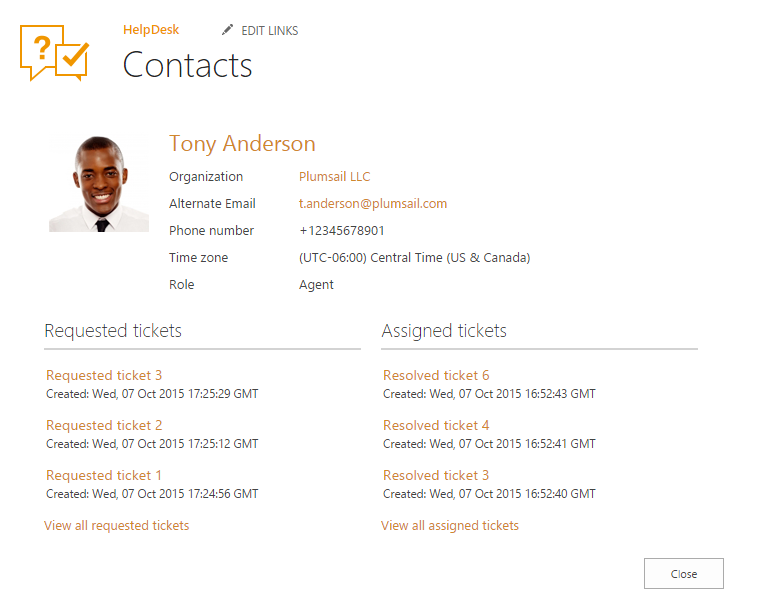 HelpDesk EDIT LINKS
Contacts
Tony Anderson
Organization Plumsail LLC
Alternate Email t.anderson@plumsail.com
Phone number +12345678901
Time zone (UTC-06:00) Central Time (US & Canada)
Role Agent
Requested tickets
Requested ticket 3
Created: Wed, 07 Oct 2015 17:25:29 GMT
Requested ticket 2
Created: Wed, 07 Oct 2015 17:25:12 GMT
Requested ticket 1
Created: Wed, 07 Oct 2015 17:24:56 GMT
View all requested tickets
Assigned tickets
Resolved ticket 6
Created: Wed, 07 Oct 2015 16:52:43 GMT
Resolved ticket 4
Created: Wed, 07 Oct 2015 16:52:41 GMT
Resolved ticket 3
Created: Wed, 07 Oct 2015 16:52:40 GMT
View all assigned tickets
Close